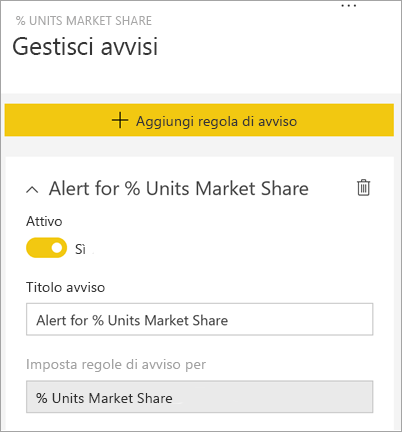 % UNITS MARKET SHARE
Gestisci avvisi
Aggiungi regola di avviso
Alert for % Units Market Share
Attivo
Sì
Titolo avviso
Alert for % Units Market Share
Imposta regole di avviso per
% Units Market Share